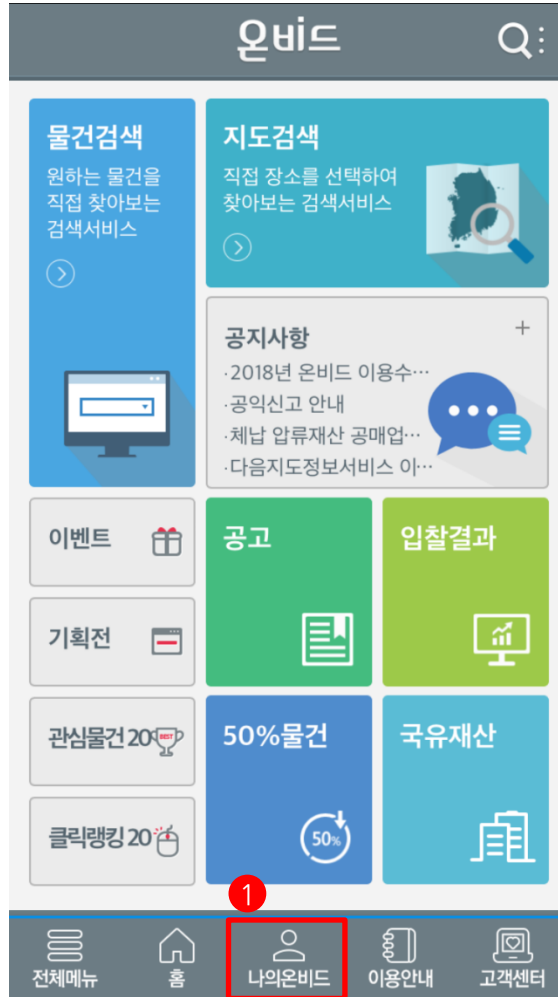 온비드
물건검색
원하는 물건을
직접 찾아보는
검색서비스
지도검색
직접 장소를 선택하여
찾아보는 검색서비스
공지사항
·2018년 온비드 이용수…
·공익신고 안내
·체납 압류재산 공매업…
·다음지도정보서비스 이…
이벤트
기획전
관심물건 20
BEST
클릭랭킹 20
공고
입찰결과
50%물건
50%
국유재산
1
전체메뉴
홈
나의온비드
이용안내
고객센터